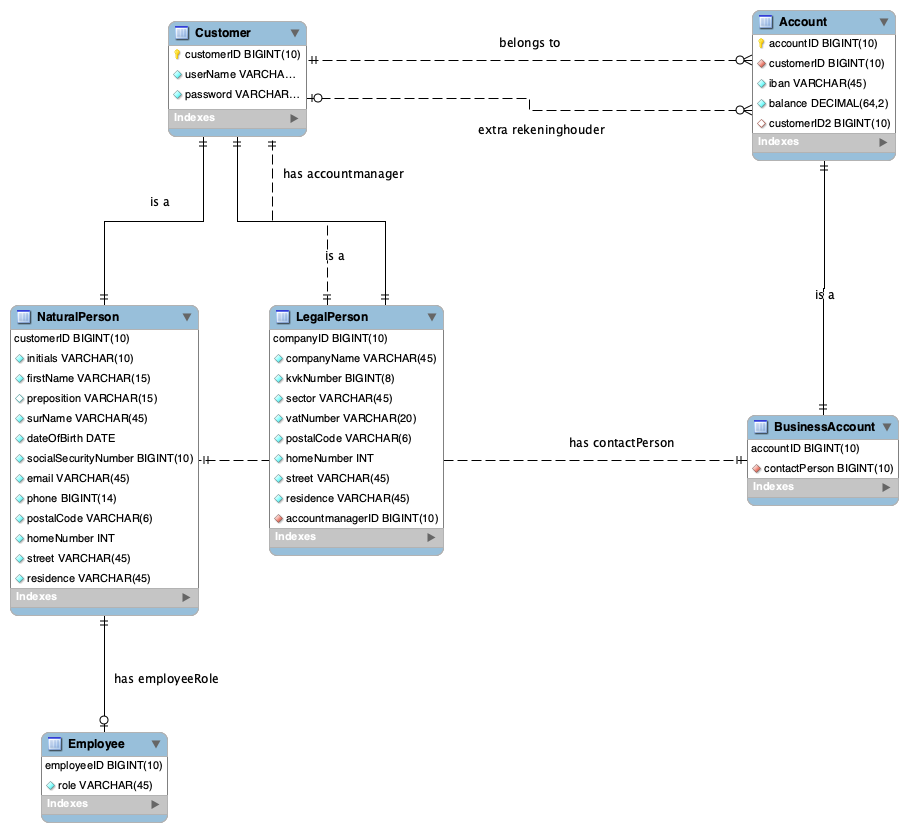 Customer
customerID BIGINT(10)
userName VARCHA...
password VARCHAR...
Indexes
belongs to
extra rekeninghouder
Account
accountID BIGINT(10)
customerID BIGINT(10)
iban VARCHAR(45)
balance DECIMAL(64,2)
customerID2 BIGINT(10)
Indexes
has accountmanager
is a
is a
is a
NaturalPerson
customerID BIGINT(10)
initials VARCHAR(10)
firstName VARCHAR(15)
preposition VARCHAR(15)
surName VARCHAR(45)
dateOfBirth DATE
socialSecurityNumber BIGINT(10)
email VARCHAR(45)
phone BIGINT(14)
postalCode VARCHAR(6)
homeNumber INT
street VARCHAR(45)
residence VARCHAR(45)
Indexes
LegalPerson
companyID BIGINT(10)
companyName VARCHAR(45)
kvkNumber BIGINT(8)
sector VARCHAR(45)
vatNumber VARCHAR(20)
postalCode VARCHAR(6)
homeNumber INT
street VARCHAR(45)
residence VARCHAR(45)
accountmanagerID BIGINT(10)
Indexes
has contactPerson
BusinessAccount
accountID BIGINT(10)
contactPerson BIGINT(10)
Indexes
has employeeRole
Employee
employeeID BIGINT(10)
role VARCHAR(45)
Indexes